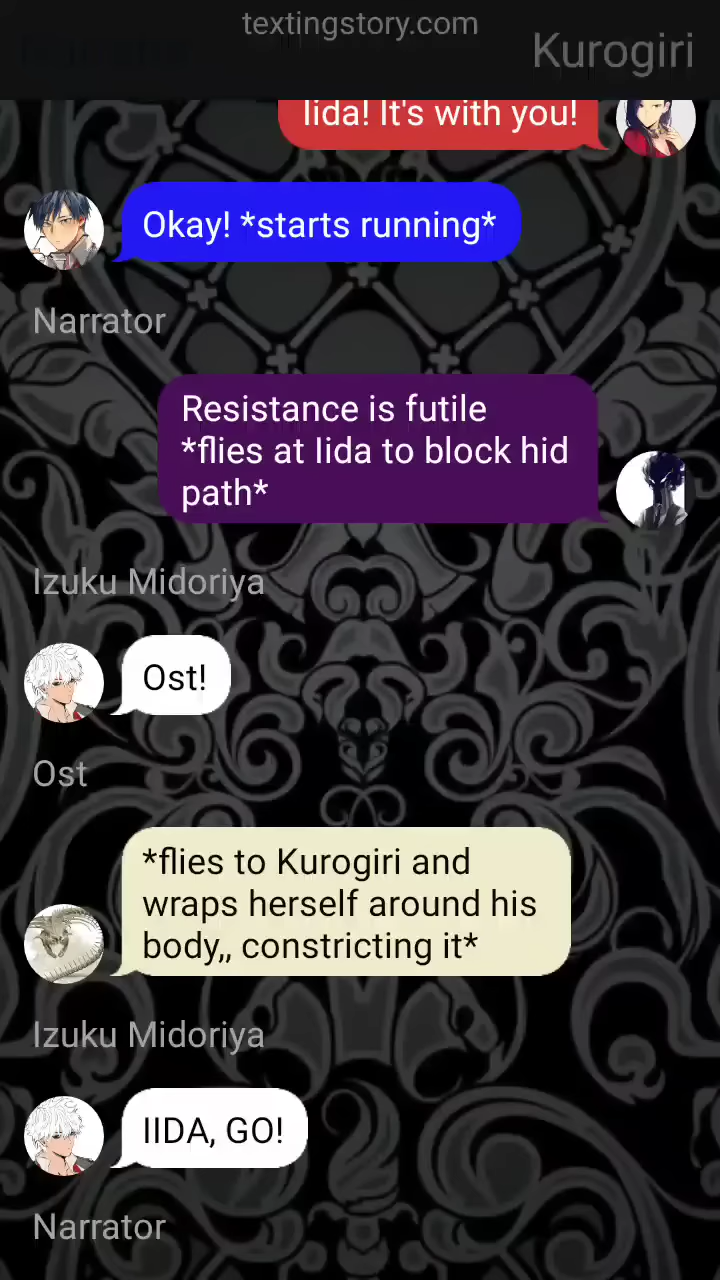 textingstory.com
Kurogiri
Iida! It's with you!
Okay! *starts running*
Narrator
Resistance is futile
*flies at Iida to block hid
path*
Izuku Midoriya
Ost!
Ost
*flies to Kurogiri and
wraps herself around his
body,, constricting it*
Izuku Midoriya
IIDA, GO!
Narrator